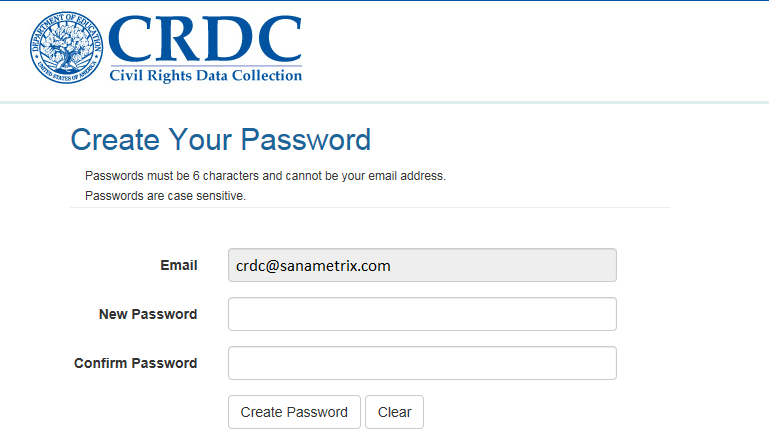 DEPARTMENT OF EDUCATION
UNITED STATES OF AMERICA
CRDC
Civil Rights Data Collection
Create Your Password
Passwords must be 6 characters and cannot be your email address.
Passwords are case sensitive.
Email crdc@sanametrix.com
New Password
Confirm Password
Create Password Clear